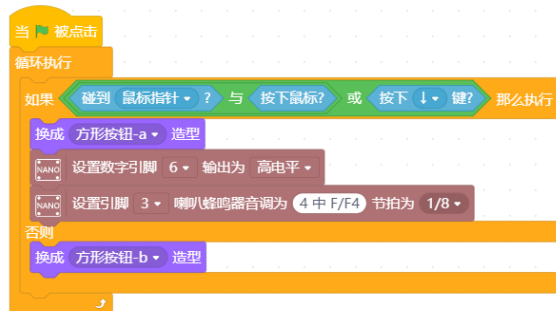 当 被点击
循环执行
如果 碰到 鼠标指针 ? 与 按下鼠标? 或 按下 ↓ 键? 那么执行
换成 方形按钮-a 造型
NANO 设置数字引脚 6 输出为 高电平
NANO 设置引脚 3 喇叭蜂鸣器音调为 4 中 F/F4 节拍为 1/8
否则
换成 方形按钮-b 造型